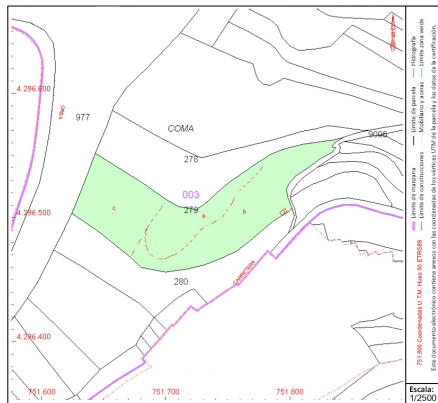 4.296.600
977
COMA
278
9006
003
279
c
a
b
4.296.500
280
CARRETERA
4.296.400
751.600
751.700
751.800
Límite de manzana
Límite de parcela
Hidrografía
Límite de construcciones
Mobiliario y aceras
Límite zona verde
751,800 Coordenadas U.T.M. Huso 30 ETRS89
Este documento electrónico contiene anexos con las coordenadas de los vértices UTM de la parcela y los datos de la certificación.
Escala:
1/2500